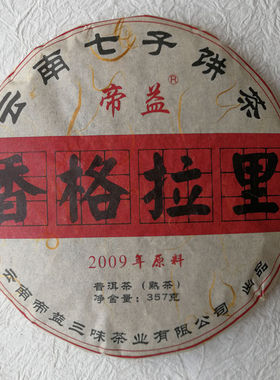 云南七子饼茶
帝益®
香格拉里
2009年原料
普洱茶(熟茶)
净含量:357克
云南帝益三味茶业有限公司 出品